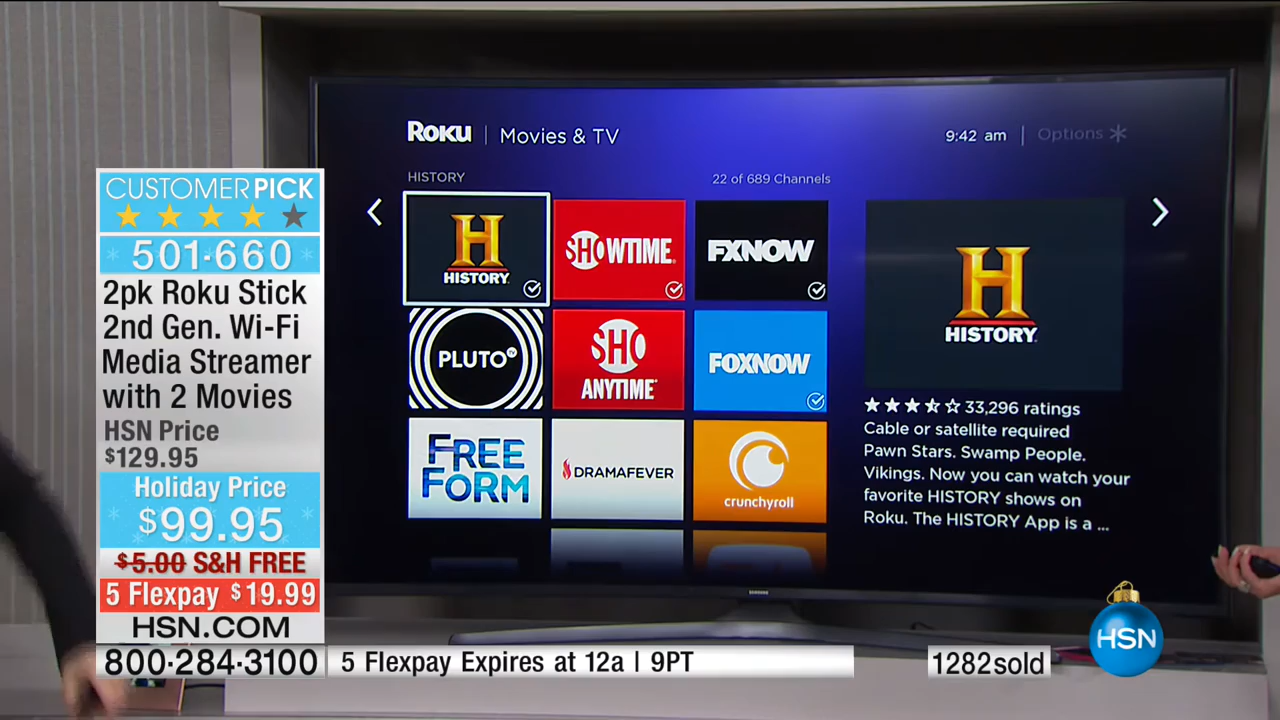 CUSTOMER PICK
501-660
2pk Roku Stick
2nd Gen. Wi-Fi
Media Streamer
with 2 Movies
HSN Price
$129.95
Holiday Price
$99.95
$5.00 S&H FREE
5 Flexpay $19.99
HSN.COM
800·284·3100
5 Flexpay Expires at 12a | 9PT
1282sold
HSN
ROKU | Movies & TV
9:42 am | Options
HISTORY
22 of 689 Channels
H
HISTORY
SHOWTIME
FXNOW
PLUTO TV
SHO
ANYTIME
FOXNOW
FREE
FORM
DRAMAFEVER
crunchyroll
H
HISTORY
33,296 ratings
Cable or satellite required
Pawn Stars. Swamp People.
Vikings. Now you can watch your
favorite HISTORY shows on
Roku. The HISTORY App is a ...